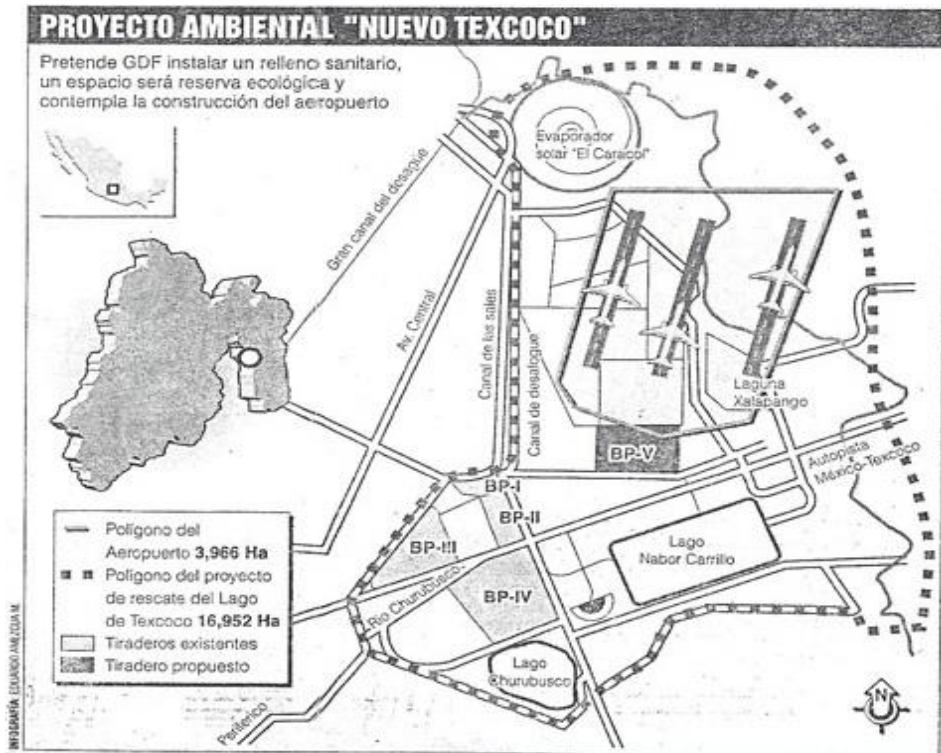 PROYECTO AMBIENTAL "NUEVO TEXCOCO"
Pretende GDF instalar un relleno sanitario,
un espacio será reserva ecológica y
contempla la construcción del aeropuerto
Evaporador
solar "El Caracol"
Gran canal del desagüe
Av. Central
Canal de las sales
Canal de desalogue
Laguna
Xalapango
BP-V
Autopista
México-Texcoco
BP-I
BP-II
BP-III
BP-IV
Río Churubusco
Lago
Nabor Carrillo
Lago
Churubusco
Periférico
N
Polígono del
Aeropuerto 3,966 Ha
Polígono del proyecto
de rescate del Lago
de Texcoco 16,952 Ha
Tiraderos existentes
Tiradero propuesto
INFOGRAFÍA: EDUARDO AMEZCUA M.